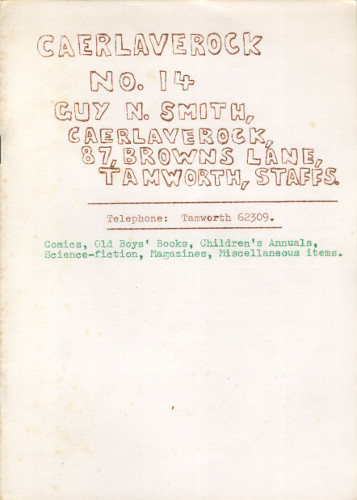 CAERLAVEROCK
NO. 14
GUY N. SMITH,
CAERLAVEROCK,
87, BROWNS LANE,
TAMWORTH, STAFFS.
Telephone: Tamworth 62309.
Comics, Old Boys' Books, Children's Annuals,
Science-fiction, Magazines, Miscellaneous items.